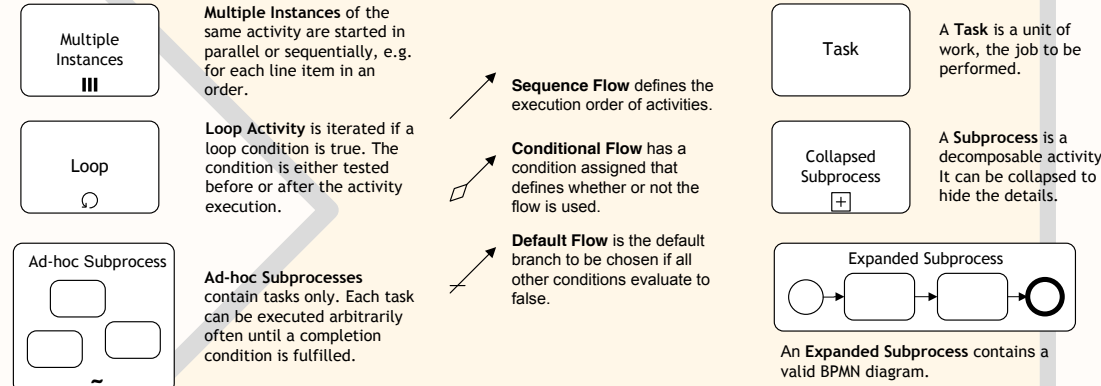 Multiple
Instances
Multiple Instances of the
same activity are started in
parallel or sequentially, e.g.
for each line item in an
order.
Loop
Loop Activity is iterated if a
loop condition is true. The
condition is either tested
before or after the activity
execution.
Ad-hoc Subprocess
~
Ad-hoc Subprocesses
contain tasks only. Each task
can be executed arbitrarily
often until a completion
condition is fulfilled.
Sequence Flow defines the
execution order of activities.
Conditional Flow has a
condition assigned that
defines whether or not the
flow is used.
Default Flow is the default
branch to be chosen if all
other conditions evaluate to
false.
Task
A Task is a unit of
work, the job to be
performed.
Collapsed
Subprocess
A Subprocess is a
decomposable activity
It can be collapsed to
hide the details.
Expanded Subprocess
An Expanded Subprocess contains a
valid BPMN diagram.